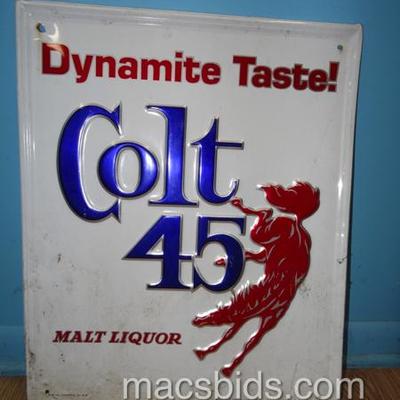 Dynamite Taste!
Colt
45
MALT LIQUOR
macsbids.com